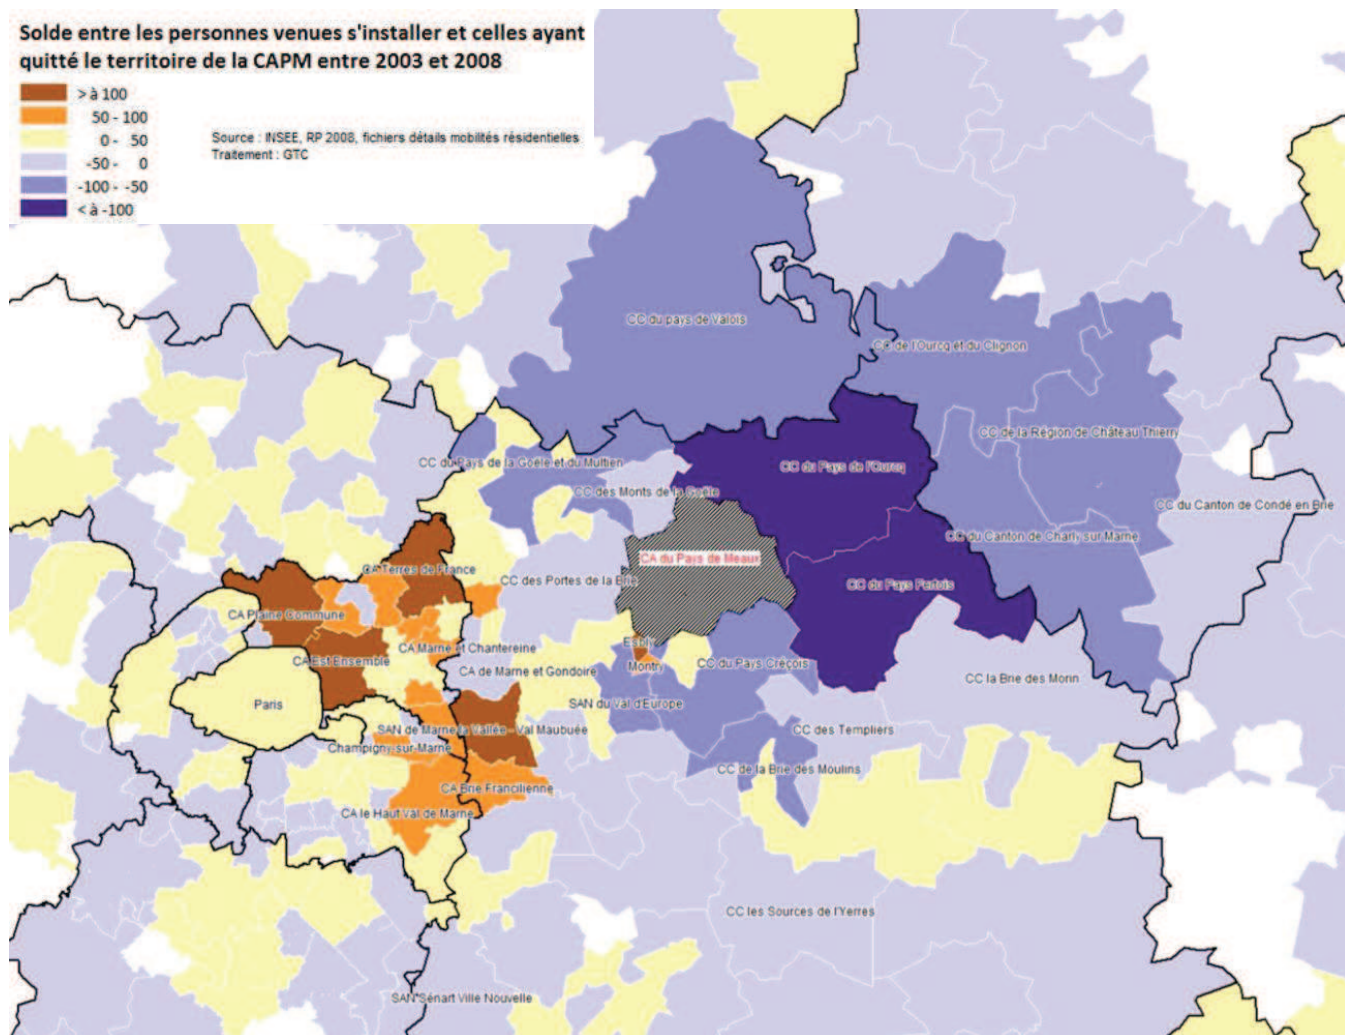 Solde entre les personnes venues s'installer et celles ayant
quitté le territoire de la CAPM entre 2003 et 2008
> à 100
50 - 100
0 - 50
-50 - 0
-100 - -50
< à -100
Source : INSEE, RP 2008, fichiers détails mobilités résidentielles
Traitement : GTC
CC du pays de Valois
CC de l'Ourcq et du Clignon
CC de la Région de Château Thierry
CC du Pays de la Goële et du Multien
CC du Pays de l'Ourcq
CC des Monts de la Goële
CC du Canton de Condé en Brie
CC du Canton de Charly sur Marne
CA du Pays de Meaux
CA Terres de France
CC des Portes de la Brie
CC du Pays Fertois
CA Plaine Commune
Esbly
CA Marne et Chantereine
CA Est Ensemble
Montry
CC du Pays Créçois
CA de Marne et Gondoire
CC la Brie des Morin
Paris
SAN du Val d'Europe
SAN de Marne la Vallée - Val Maubuée
CC des Templiers
Champigny-sur-Marne
CC de la Brie des Moulins
CA Brie Francilienne
CA le Haut Val de Marne
CC les Sources de l'Yerres
SAN Sénart Ville Nouvelle